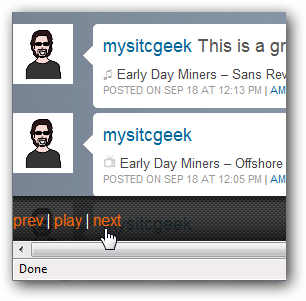 mysitcgeek This is a gr
Early Day Miners – Sans Rev
POSTED ON SEP 18 AT 12:13 PM | AM
mysitcgeek
Early Day Miners – Offshore
POSTED ON SEP 18 AT 12:05 PM | AM
prev | play | next
mysitcgeek
Done